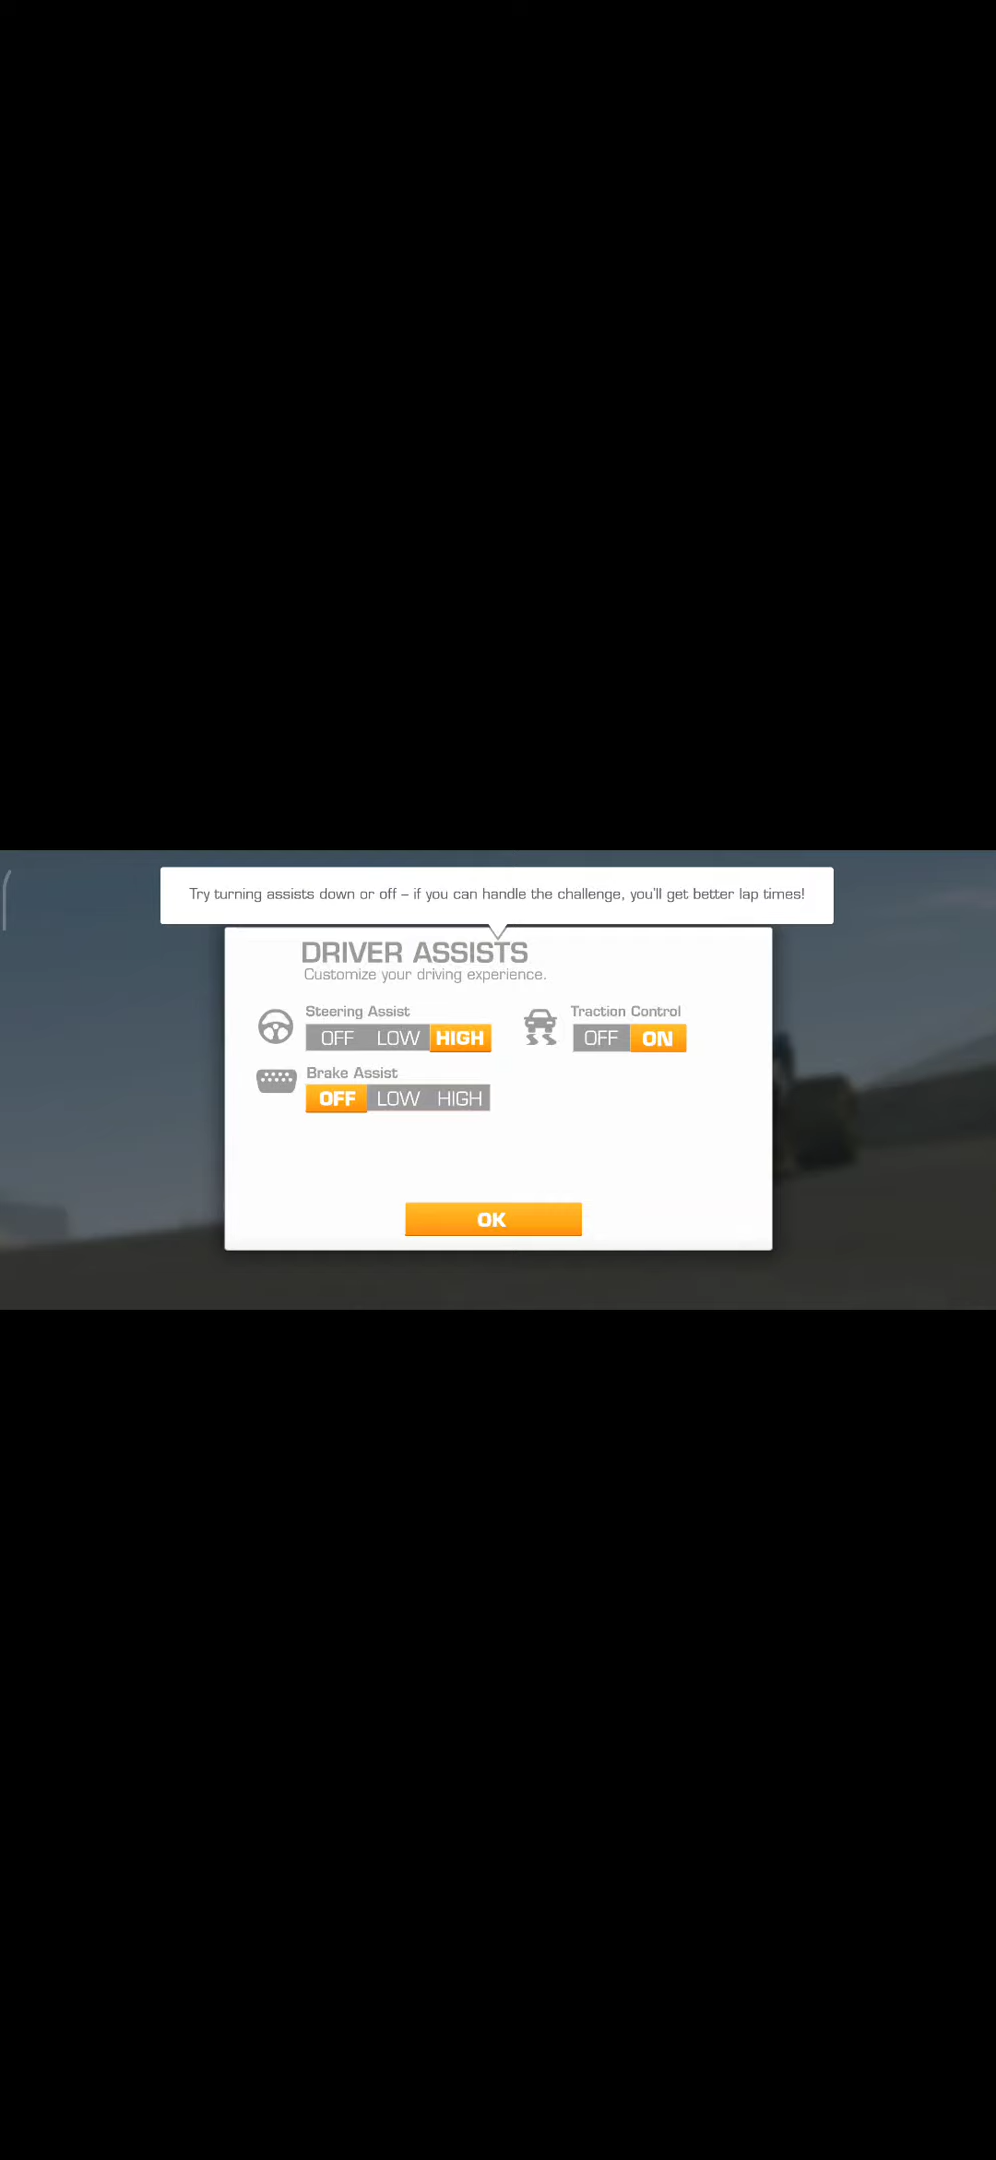 Try turning assists down or off – if you can handle the challenge, you'll get better lap times!
DRIVER ASSISTS
Customize your driving experience.
Steering Assist
OFF LOW HIGH
Traction Control
OFF ON
Brake Assist
OFF LOW HIGH
OK